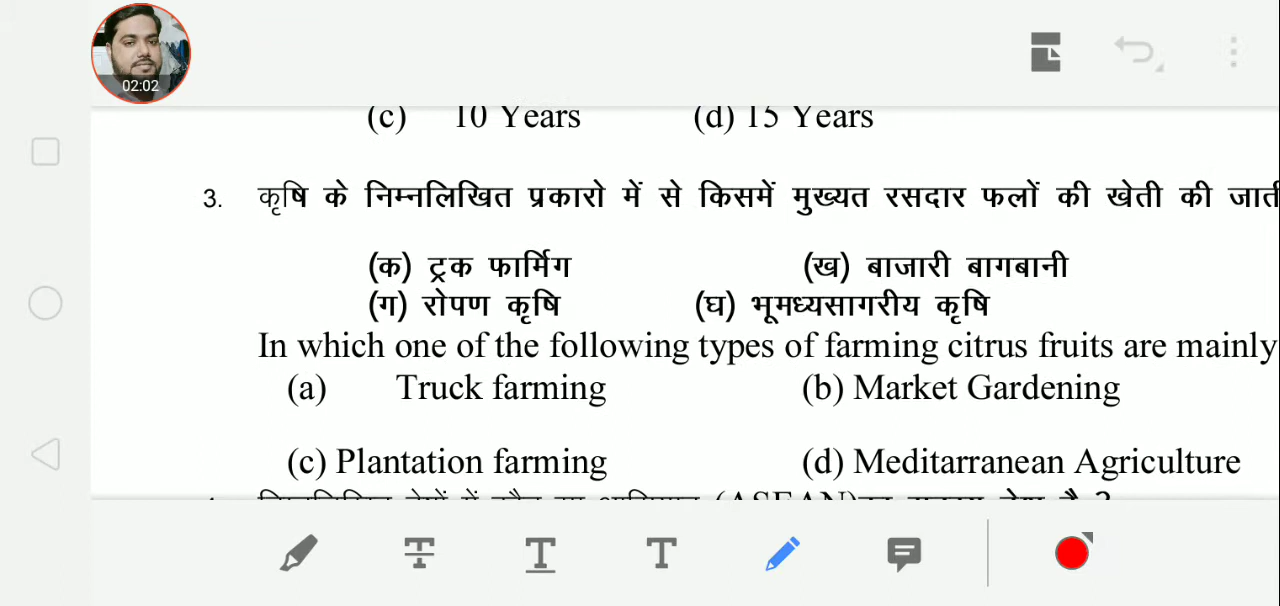 02:02
(c) 10 Years (d) 15 Years
3. कृषि के निम्नलिखित प्रकारो में से किसमें मुख्यत रसदार फलों की खेती की जाती
(क) ट्रक फार्मिग (ख) बाजारी बागबानी
(ग) रोपण कृषि (घ) भूमध्यसागरीय कृषि
In which one of the following types of farming citrus fruits are mainly
(a) Truck farming (b) Market Gardening
(c) Plantation farming (d) Meditarranean Agriculture
(ASEAN)